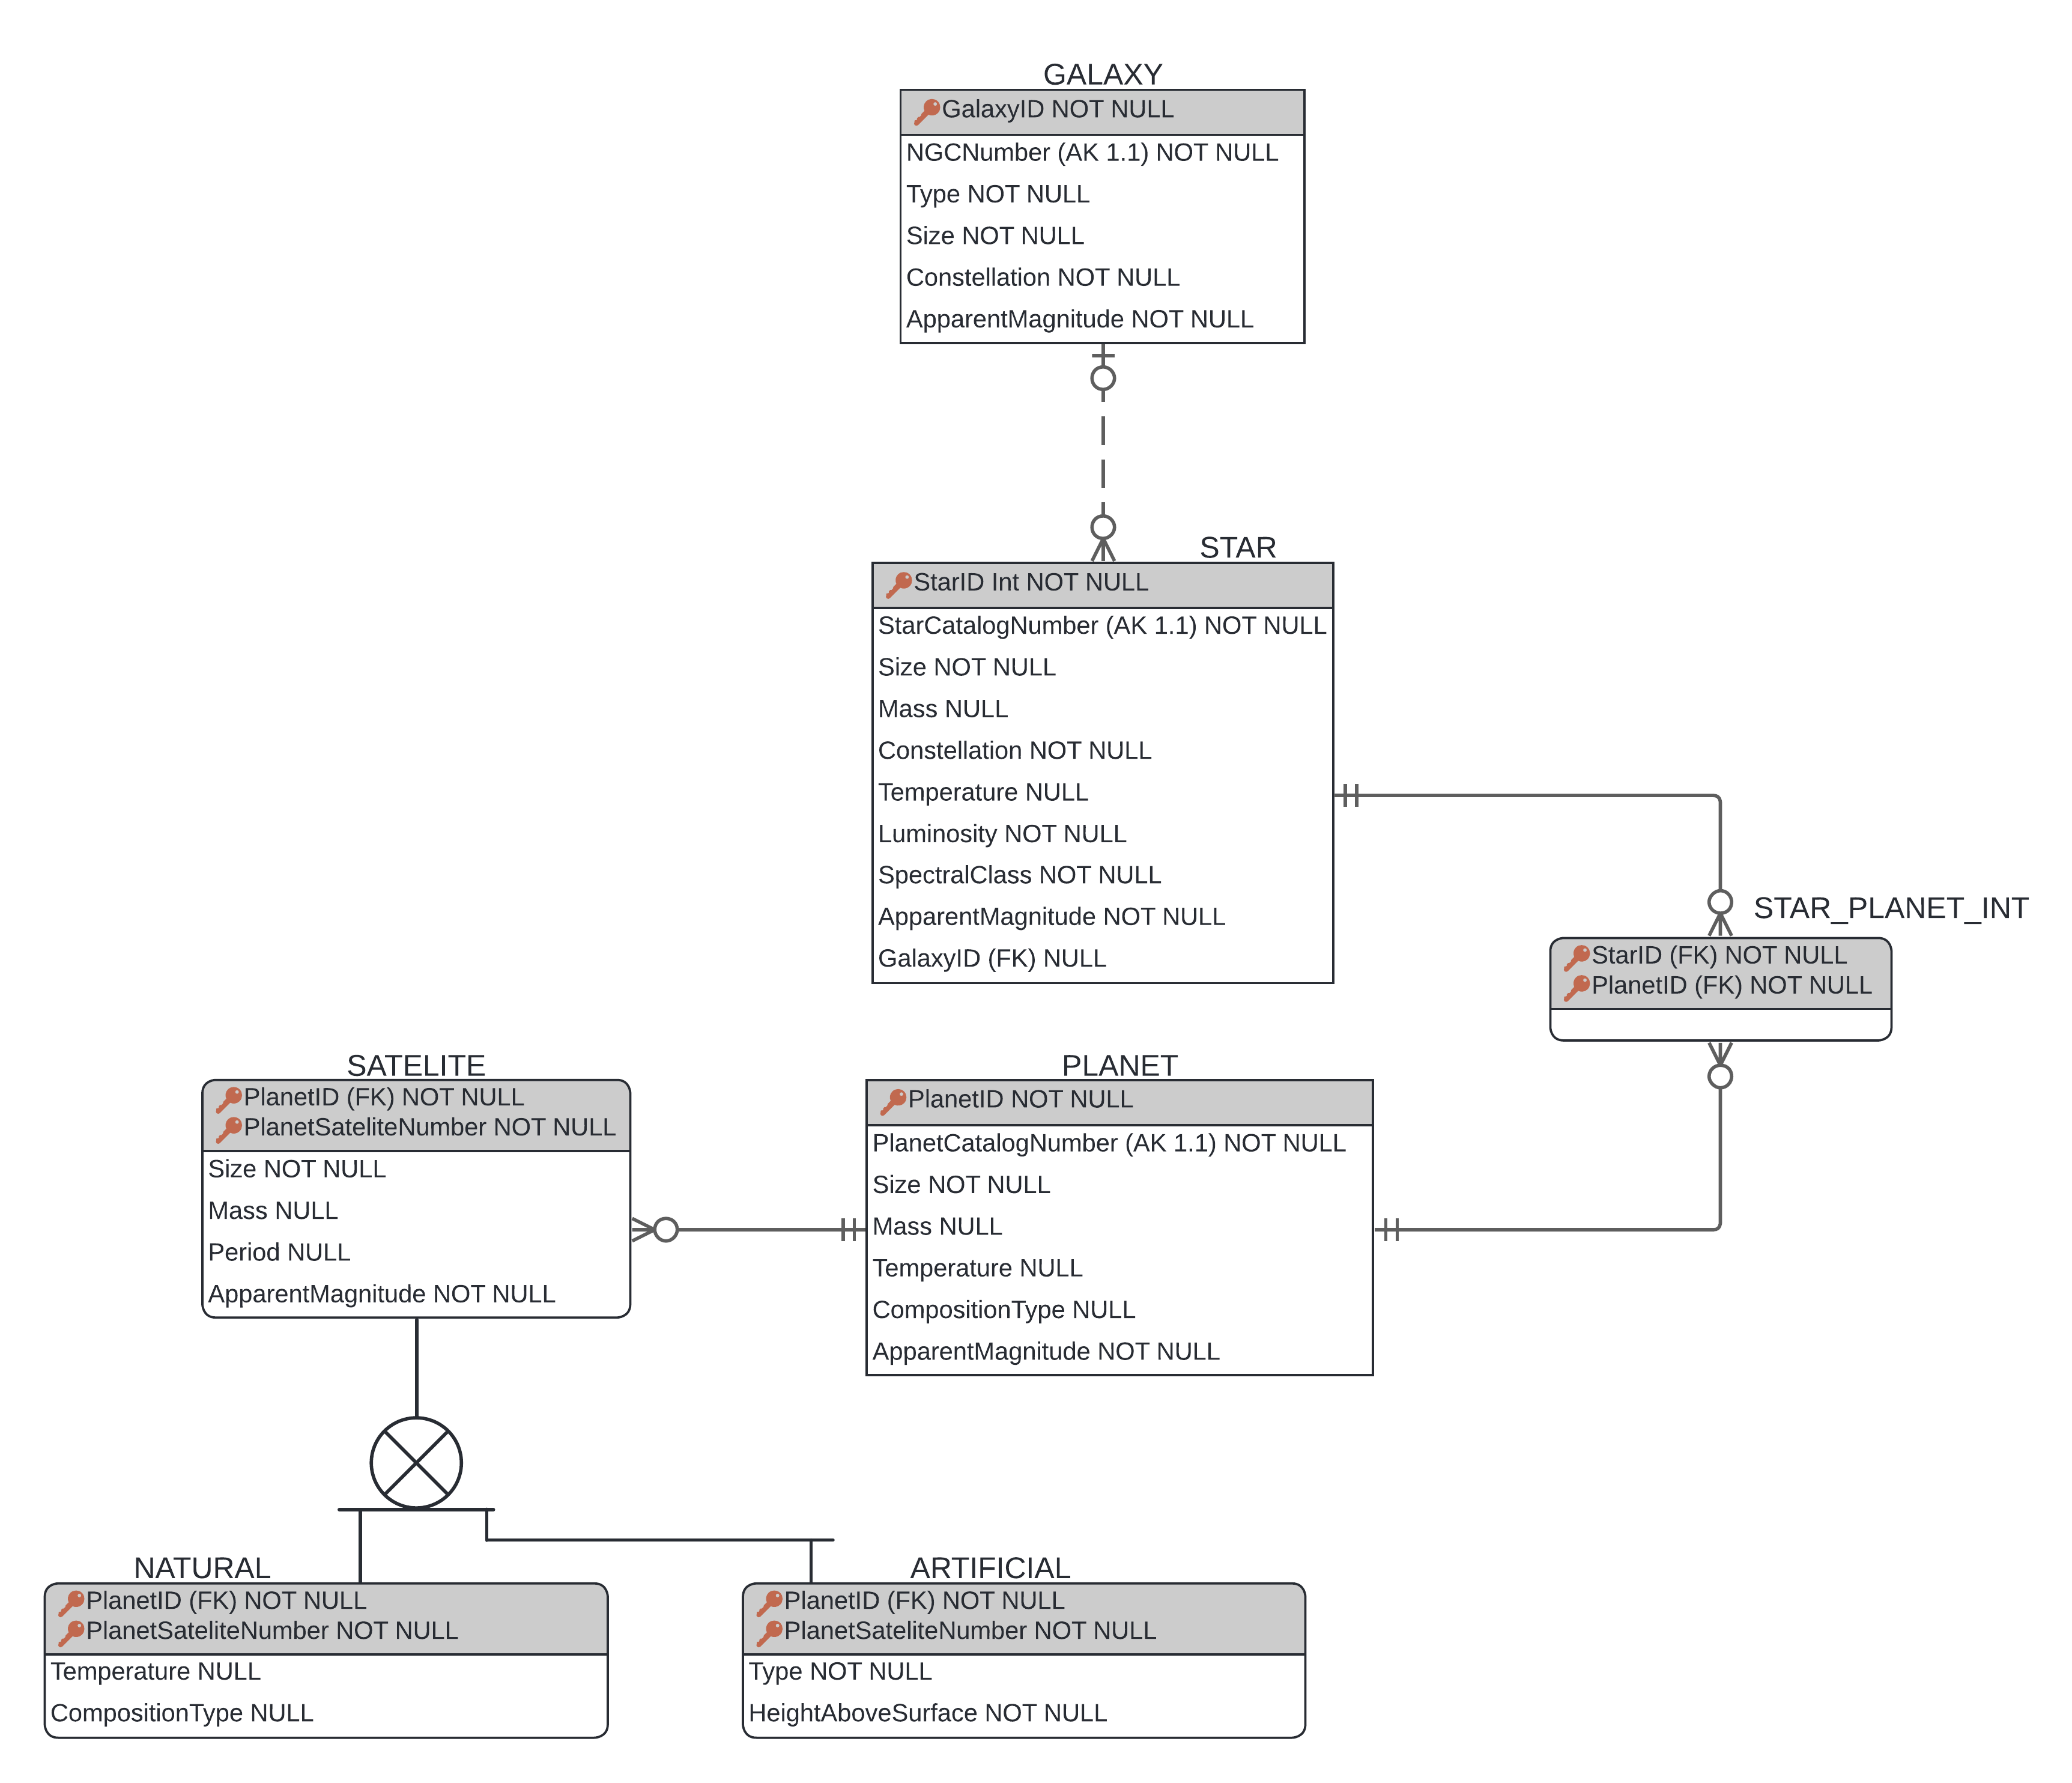 GALAXY
GalaxyID NOT NULL
NGCNumber (AK 1.1) NOT NULL
Type NOT NULL
Size NOT NULL
Constellation NOT NULL
ApparentMagnitude NOT NULL
STAR
StarID Int NOT NULL
StarCatalogNumber (AK 1.1) NOT NULL
Size NOT NULL
Mass NULL
Constellation NOT NULL
Temperature NULL
Luminosity NOT NULL
SpectralClass NOT NULL
ApparentMagnitude NOT NULL
GalaxyID (FK) NULL
STAR_PLANET_INT
StarID (FK) NOT NULL
PlanetID (FK) NOT NULL
SATELITE
PlanetID (FK) NOT NULL
PlanetSateliteNumber NOT NULL
Size NOT NULL
Mass NULL
Period NULL
ApparentMagnitude NOT NULL
PLANET
PlanetID NOT NULL
PlanetCatalogNumber (AK 1.1) NOT NULL
Size NOT NULL
Mass NULL
Temperature NULL
CompositionType NULL
ApparentMagnitude NOT NULL
NATURAL
PlanetID (FK) NOT NULL
PlanetSateliteNumber NOT NULL
Temperature NULL
CompositionType NULL
ARTIFICIAL
PlanetID (FK) NOT NULL
PlanetSateliteNumber NOT NULL
Type NOT NULL
HeightAboveSurface NOT NULL